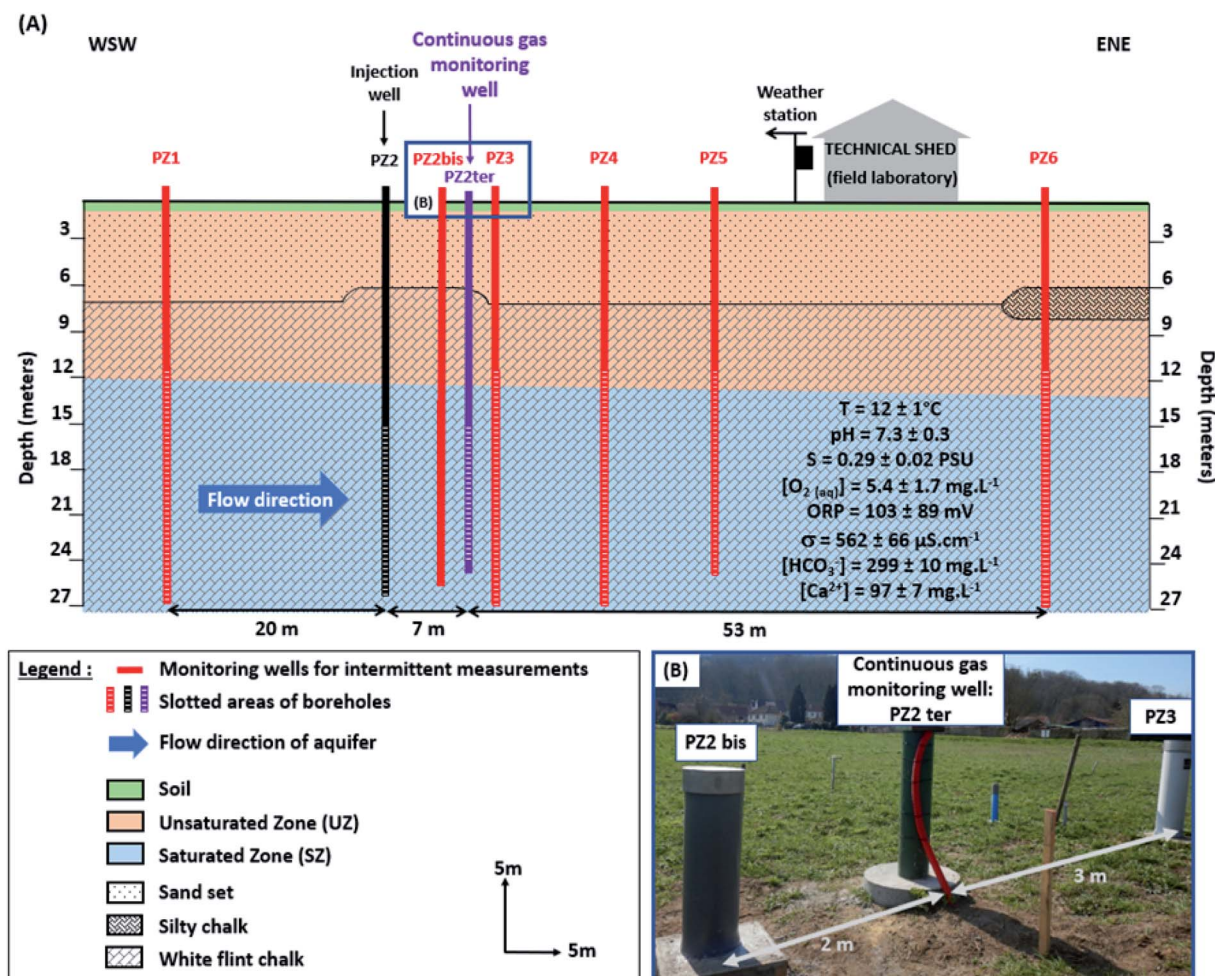 (A)
WSW
ENE
Continuous gas
monitoring
well
Injection
well
Weather
station
TECHNICAL SHED
(field laboratory)
PZ1
PZ2
PZ2bis
PZ3
PZ4
PZ5
PZ6
PZ2ter
(B)
Depth (meters)
3
6
9
12
15
18
21
24
27
Flow direction
T = 12 ± 1°C
pH = 7.3 ± 0.3
S = 0.29 ± 0.02 PSU
[O2 (aq)] = 5.4 ± 1.7 mg.L-1
ORP = 103 ± 89 mV
σ = 562 ± 66 µS.cm-1
[HCO3-] = 299 ± 10 mg.L-1
[Ca2+] = 97 ± 7 mg.L-1
3
6
9
12
15
18
21
24
27
Depth (meters)
20 m
7 m
53 m
Legend :
Monitoring wells for intermittent measurements
Slotted areas of boreholes
Flow direction of aquifer
Soil
Unsaturated Zone (UZ)
Saturated Zone (SZ)
Sand set
Silty chalk
White flint chalk
5m
5m
(B)
Continuous gas
monitoring well:
PZ2 ter
PZ2 bis
PZ3
2 m
3 m